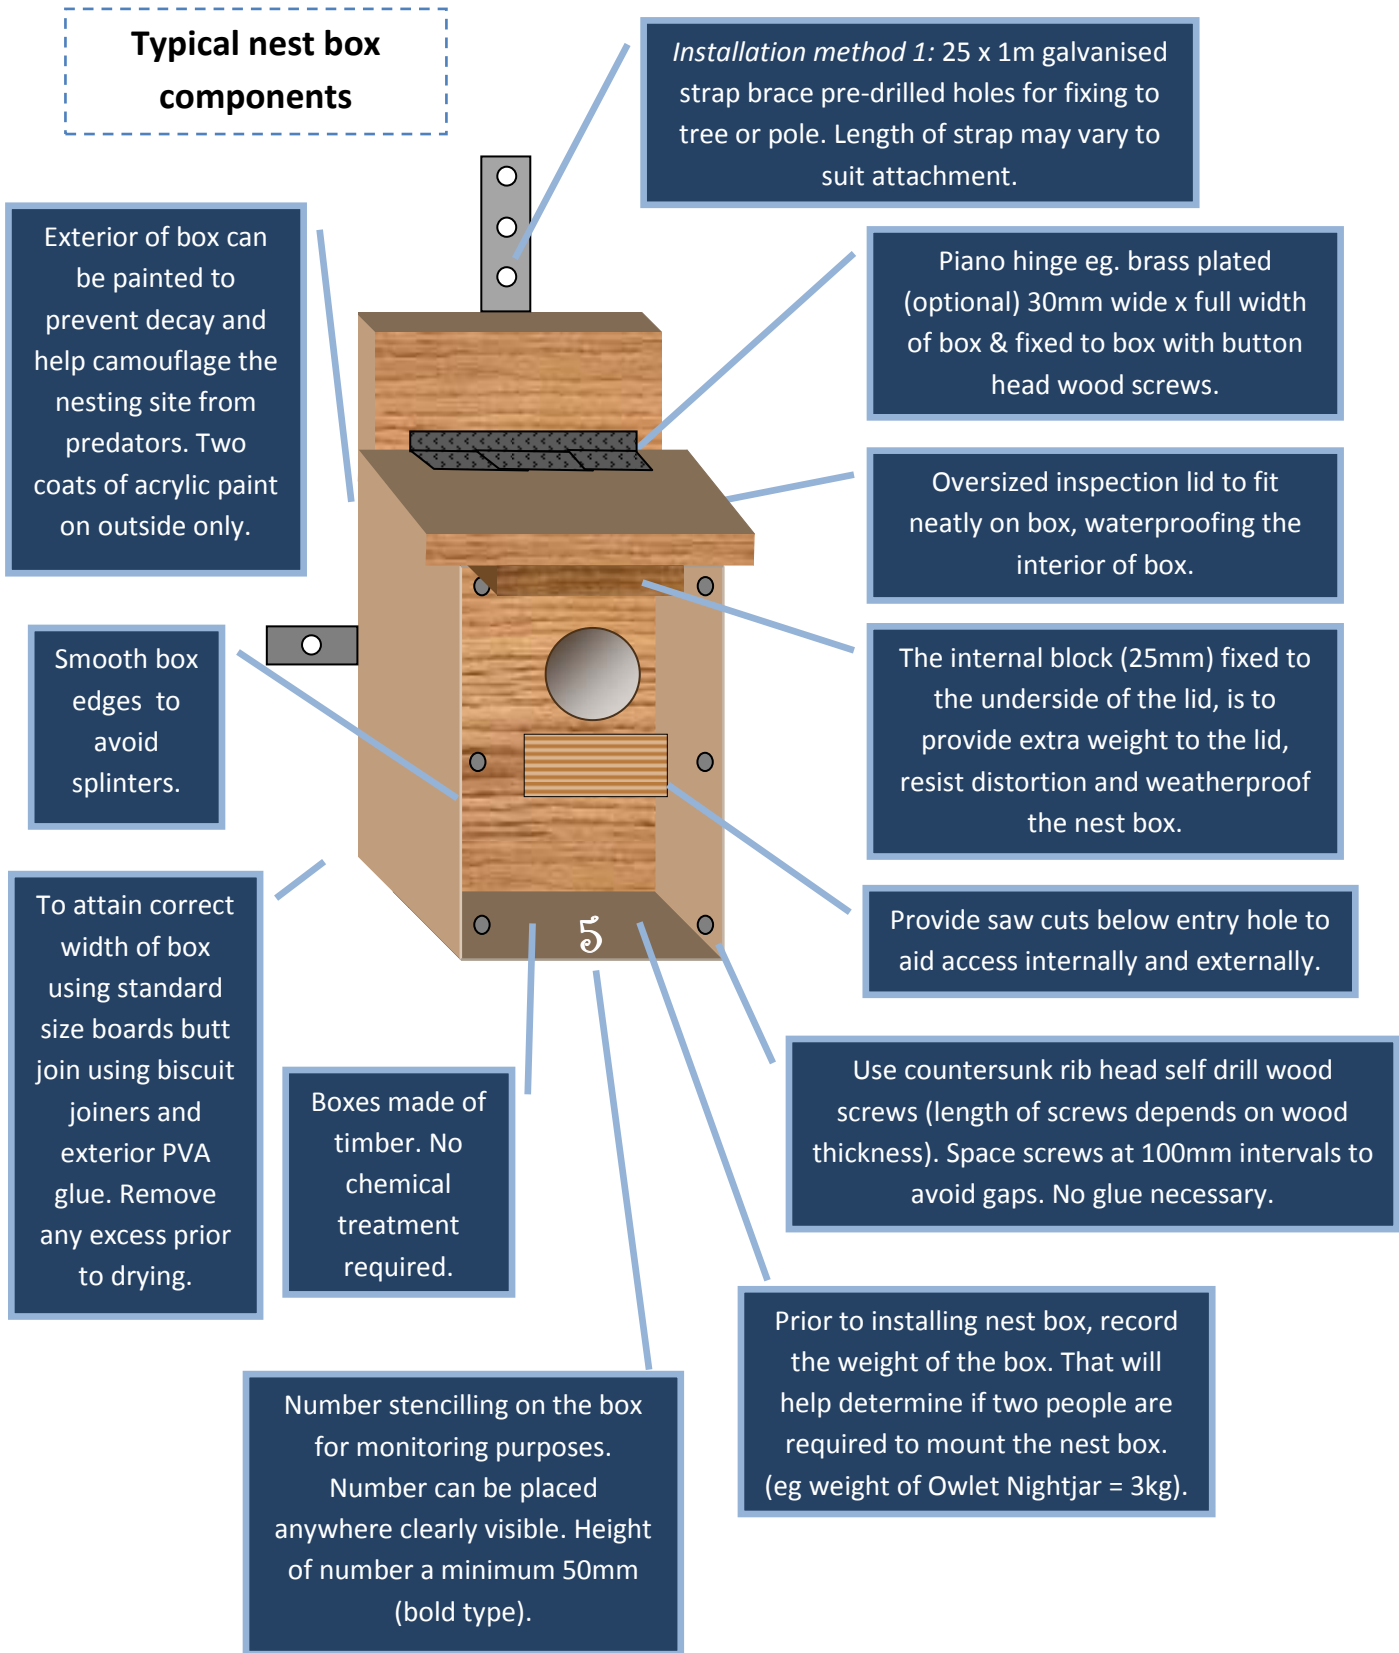 Typical nest box
components
Installation method 1: 25 x 1m galvanised
strap brace pre-drilled holes for fixing to
tree or pole. Length of strap may vary to
suit attachment.
Exterior of box can
be painted to
prevent decay and
help camouflage the
nesting site from
predators. Two
coats of acrylic paint
on outside only.
Piano hinge eg. brass plated
(optional) 30mm wide x full width
of box & fixed to box with button
head wood screws.
Oversized inspection lid to fit
neatly on box, waterproofing the
interior of box.
Smooth box
edges to
avoid
splinters.
The internal block (25mm) fixed to
the underside of the lid, is to
provide extra weight to the lid,
resist distortion and weatherproof
the nest box.
To attain correct
width of box
using standard
size boards butt
join using biscuit
joiners and
exterior PVA
glue. Remove
any excess prior
to drying.
Provide saw cuts below entry hole to
aid access internally and externally.
5
Boxes made of
timber. No
chemical
treatment
required.
Use countersunk rib head self drill wood
screws (length of screws depends on wood
thickness). Space screws at 100mm intervals to
avoid gaps. No glue necessary.
Prior to installing nest box, record
the weight of the box. That will
help determine if two people are
required to mount the nest box.
(eg weight of Owlet Nightjar = 3kg).
Number stencilling on the box
for monitoring purposes.
Number can be placed
anywhere clearly visible. Height
of number a minimum 50mm
(bold type).